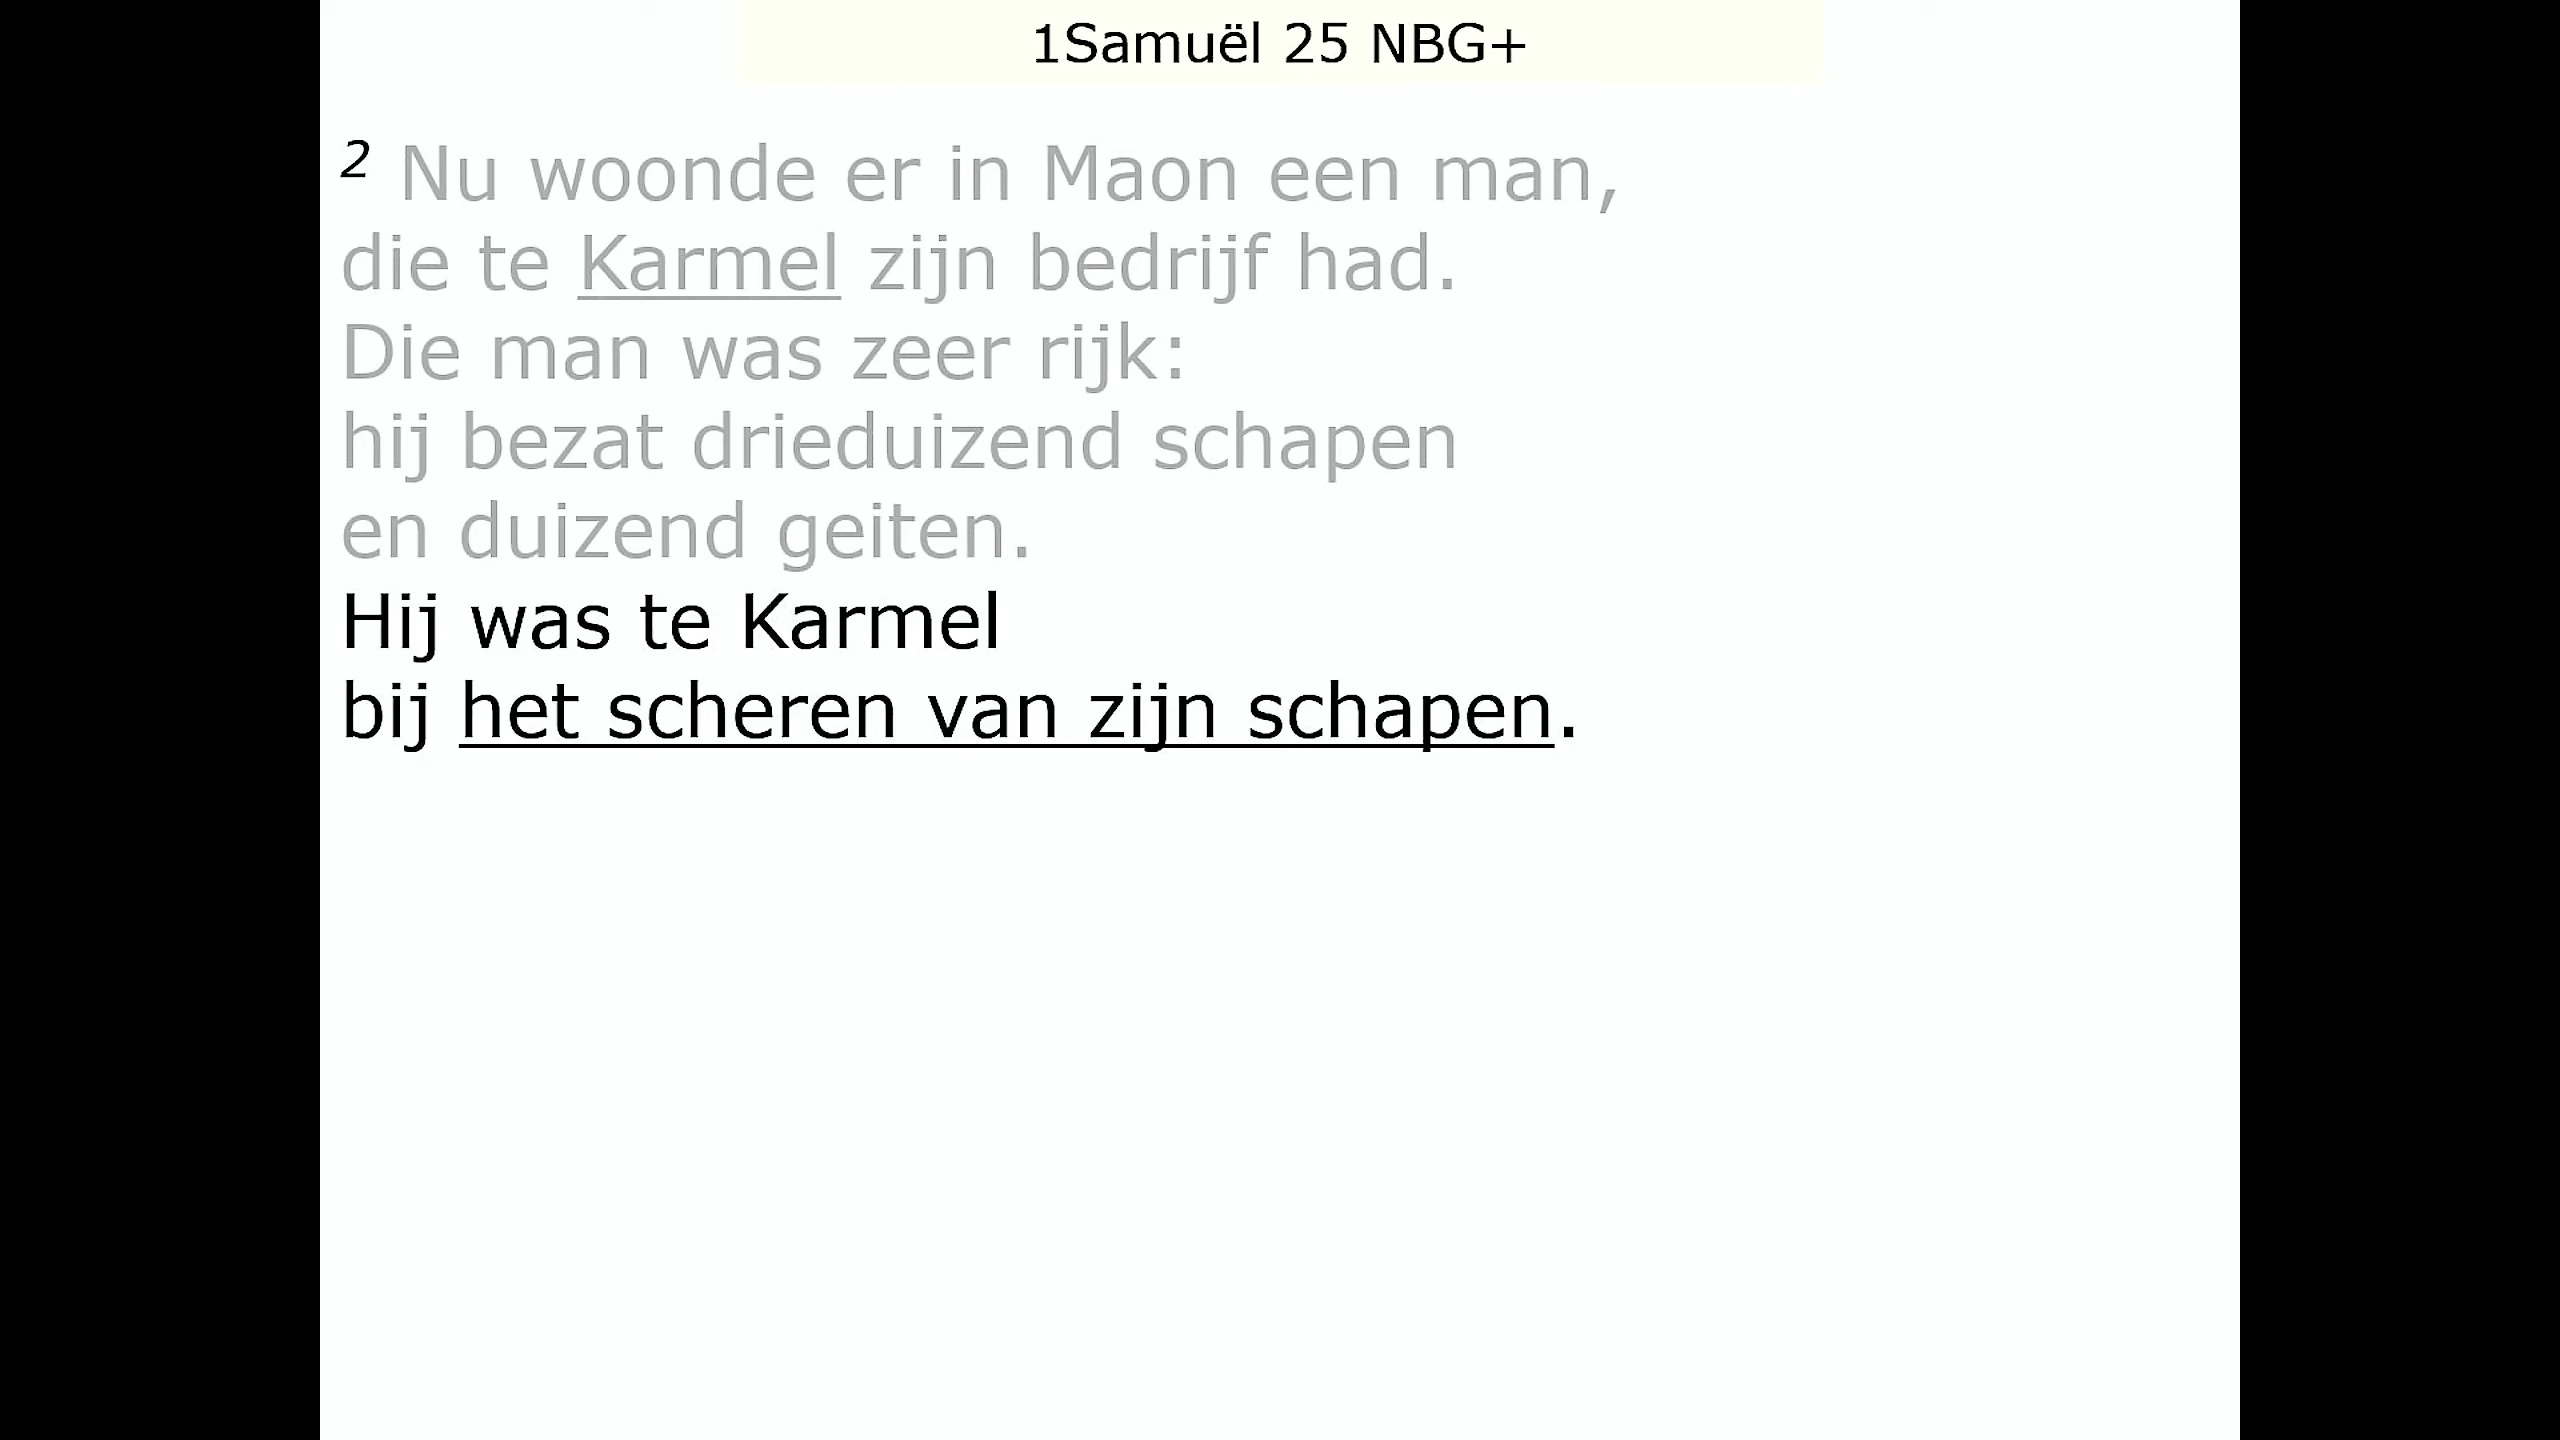 1Samuël 25 NBG+
2 Nu woonde er in Maon een man,
die te Karmel zijn bedrijf had.
Die man was zeer rijk:
hij bezat drieduizend schapen
en duizend geiten.
Hij was te Karmel
bij het scheren van zijn schapen.